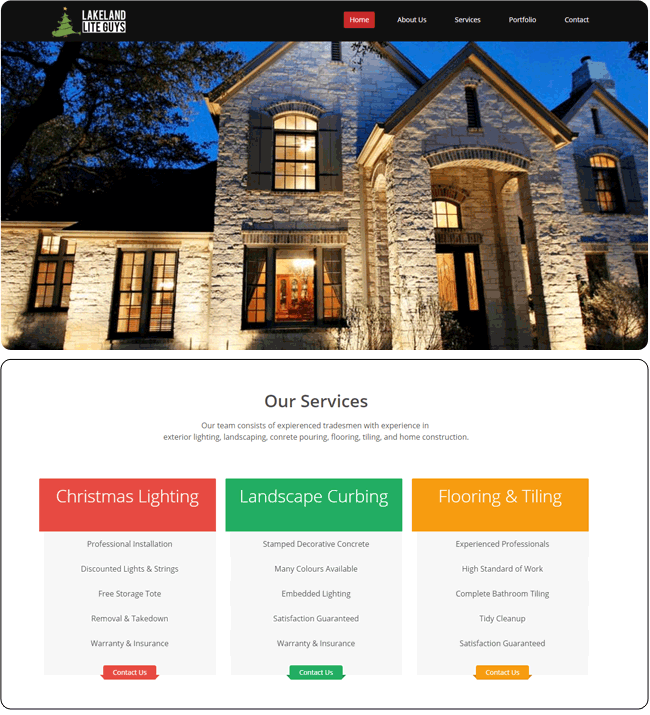 LAKELAND
LITE GUYS
Home About Us Services Portfolio Contact
Our Services
Our team consists of expierenced tradesmen with experience in
exterior lighting, landscaping, conrete pouring, flooring, tiling, and home construction.
Christmas Lighting
Professional Installation
Discounted Lights & Strings
Free Storage Tote
Removal & Takedown
Warranty & Insurance
Contact Us
Landscape Curbing
Stamped Decorative Concrete
Many Colours Available
Embedded Lighting
Satisfaction Guaranteed
Warranty & Insurance
Contact Us
Flooring & Tiling
Experienced Professionals
High Standard of Work
Complete Bathroom Tiling
Tidy Cleanup
Satisfaction Guaranteed
Contact Us